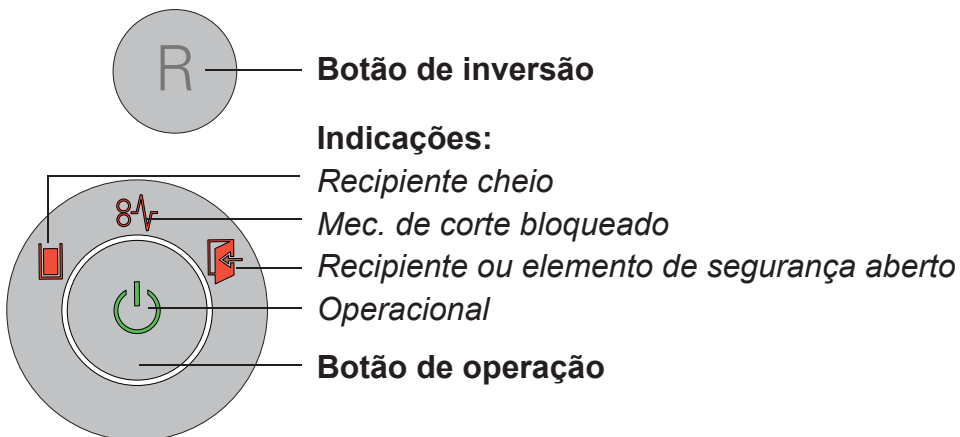 R
Botão de inversão
Indicações:
Recipiente cheio
Mec. de corte bloqueado
Recipiente ou elemento de segurança aberto
Operacional
Botão de operação